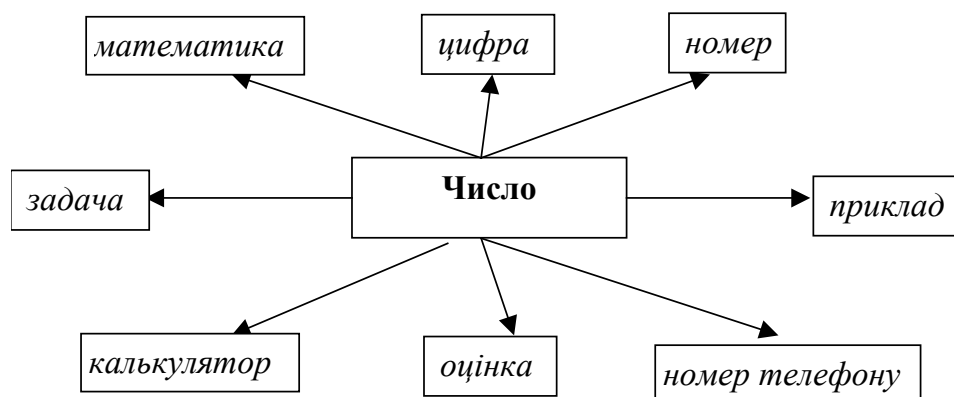 математика
цифра
номер
задача
Число
приклад
калькулятор
оцінка
номер телефону